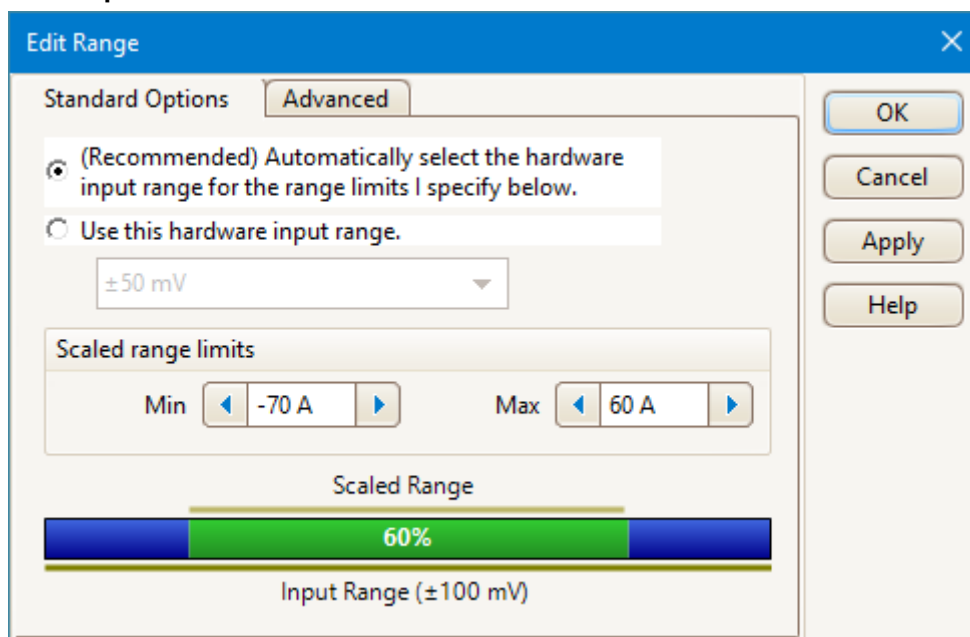 Edit Range
Standard Options
Advanced
OK
(Recommended) Automatically select the hardware
input range for the range limits I specify below.
Cancel
Use this hardware input range.
Apply
±50 mV
Help
Scaled range limits
Min -70 A Max 60 A
Scaled Range
60%
Input Range (±100 mV)